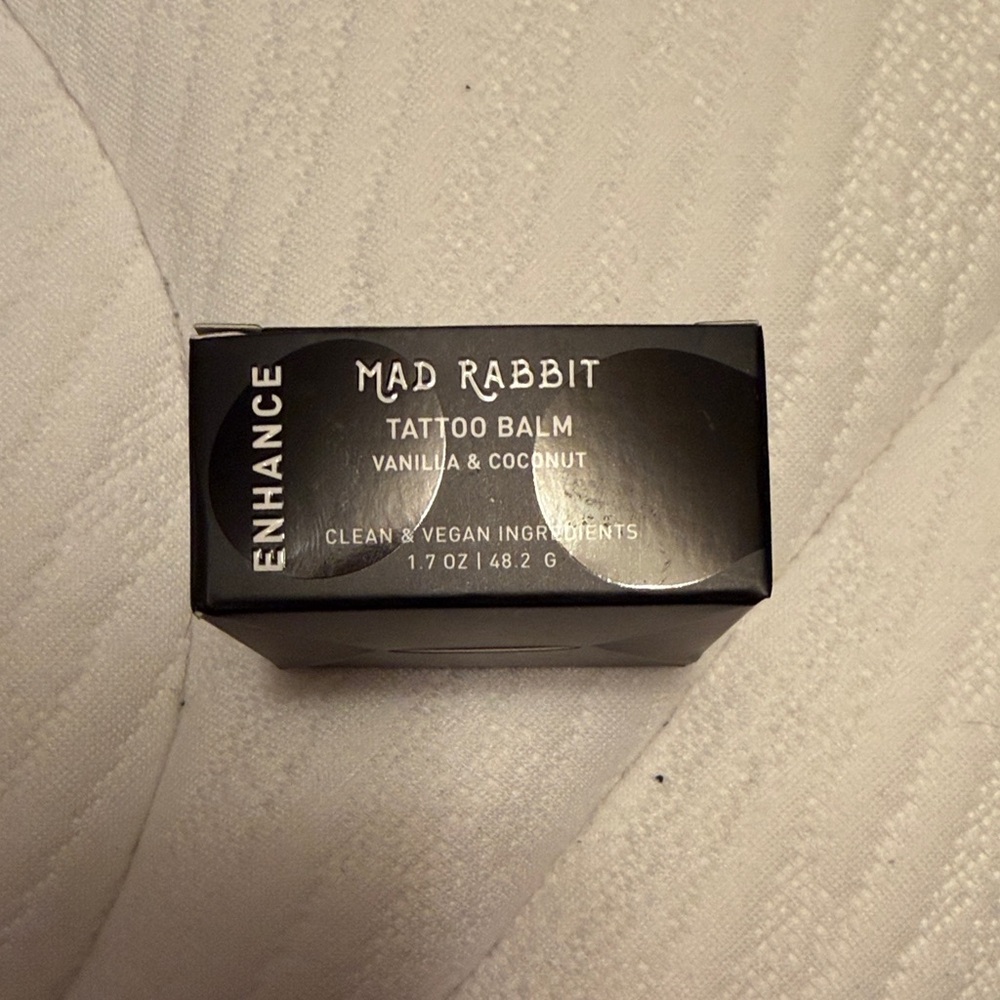 ENHANCE
MAD RABBIT
TATTOO BALM
VANILLA & COCONUT
CLEAN & VEGAN INGREDIENTS
1.7 OZ | 48.2 G